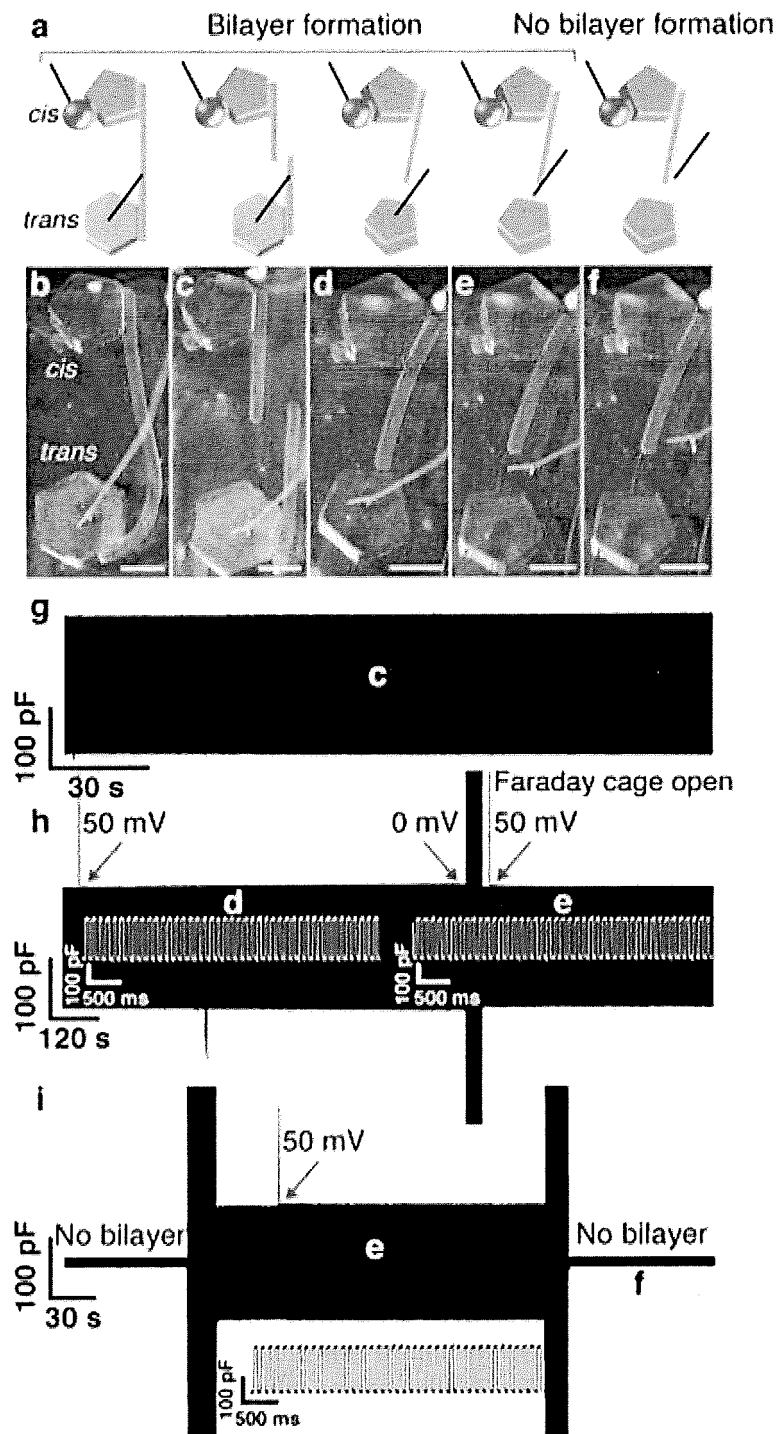 a
Bilayer formation
No bilayer formation
cis
trans
b
c
d
e
f
cis
trans
g
c
100 pF
30 s
Faraday cage open
h
50 mV
0 mV
50 mV
d
e
100 pF
500 ms
100 pF
500 ms
100 pF
120 s
i
50 mV
No bilayer
e
No bilayer
f
100 pF
30 s
100 pF
500 ms